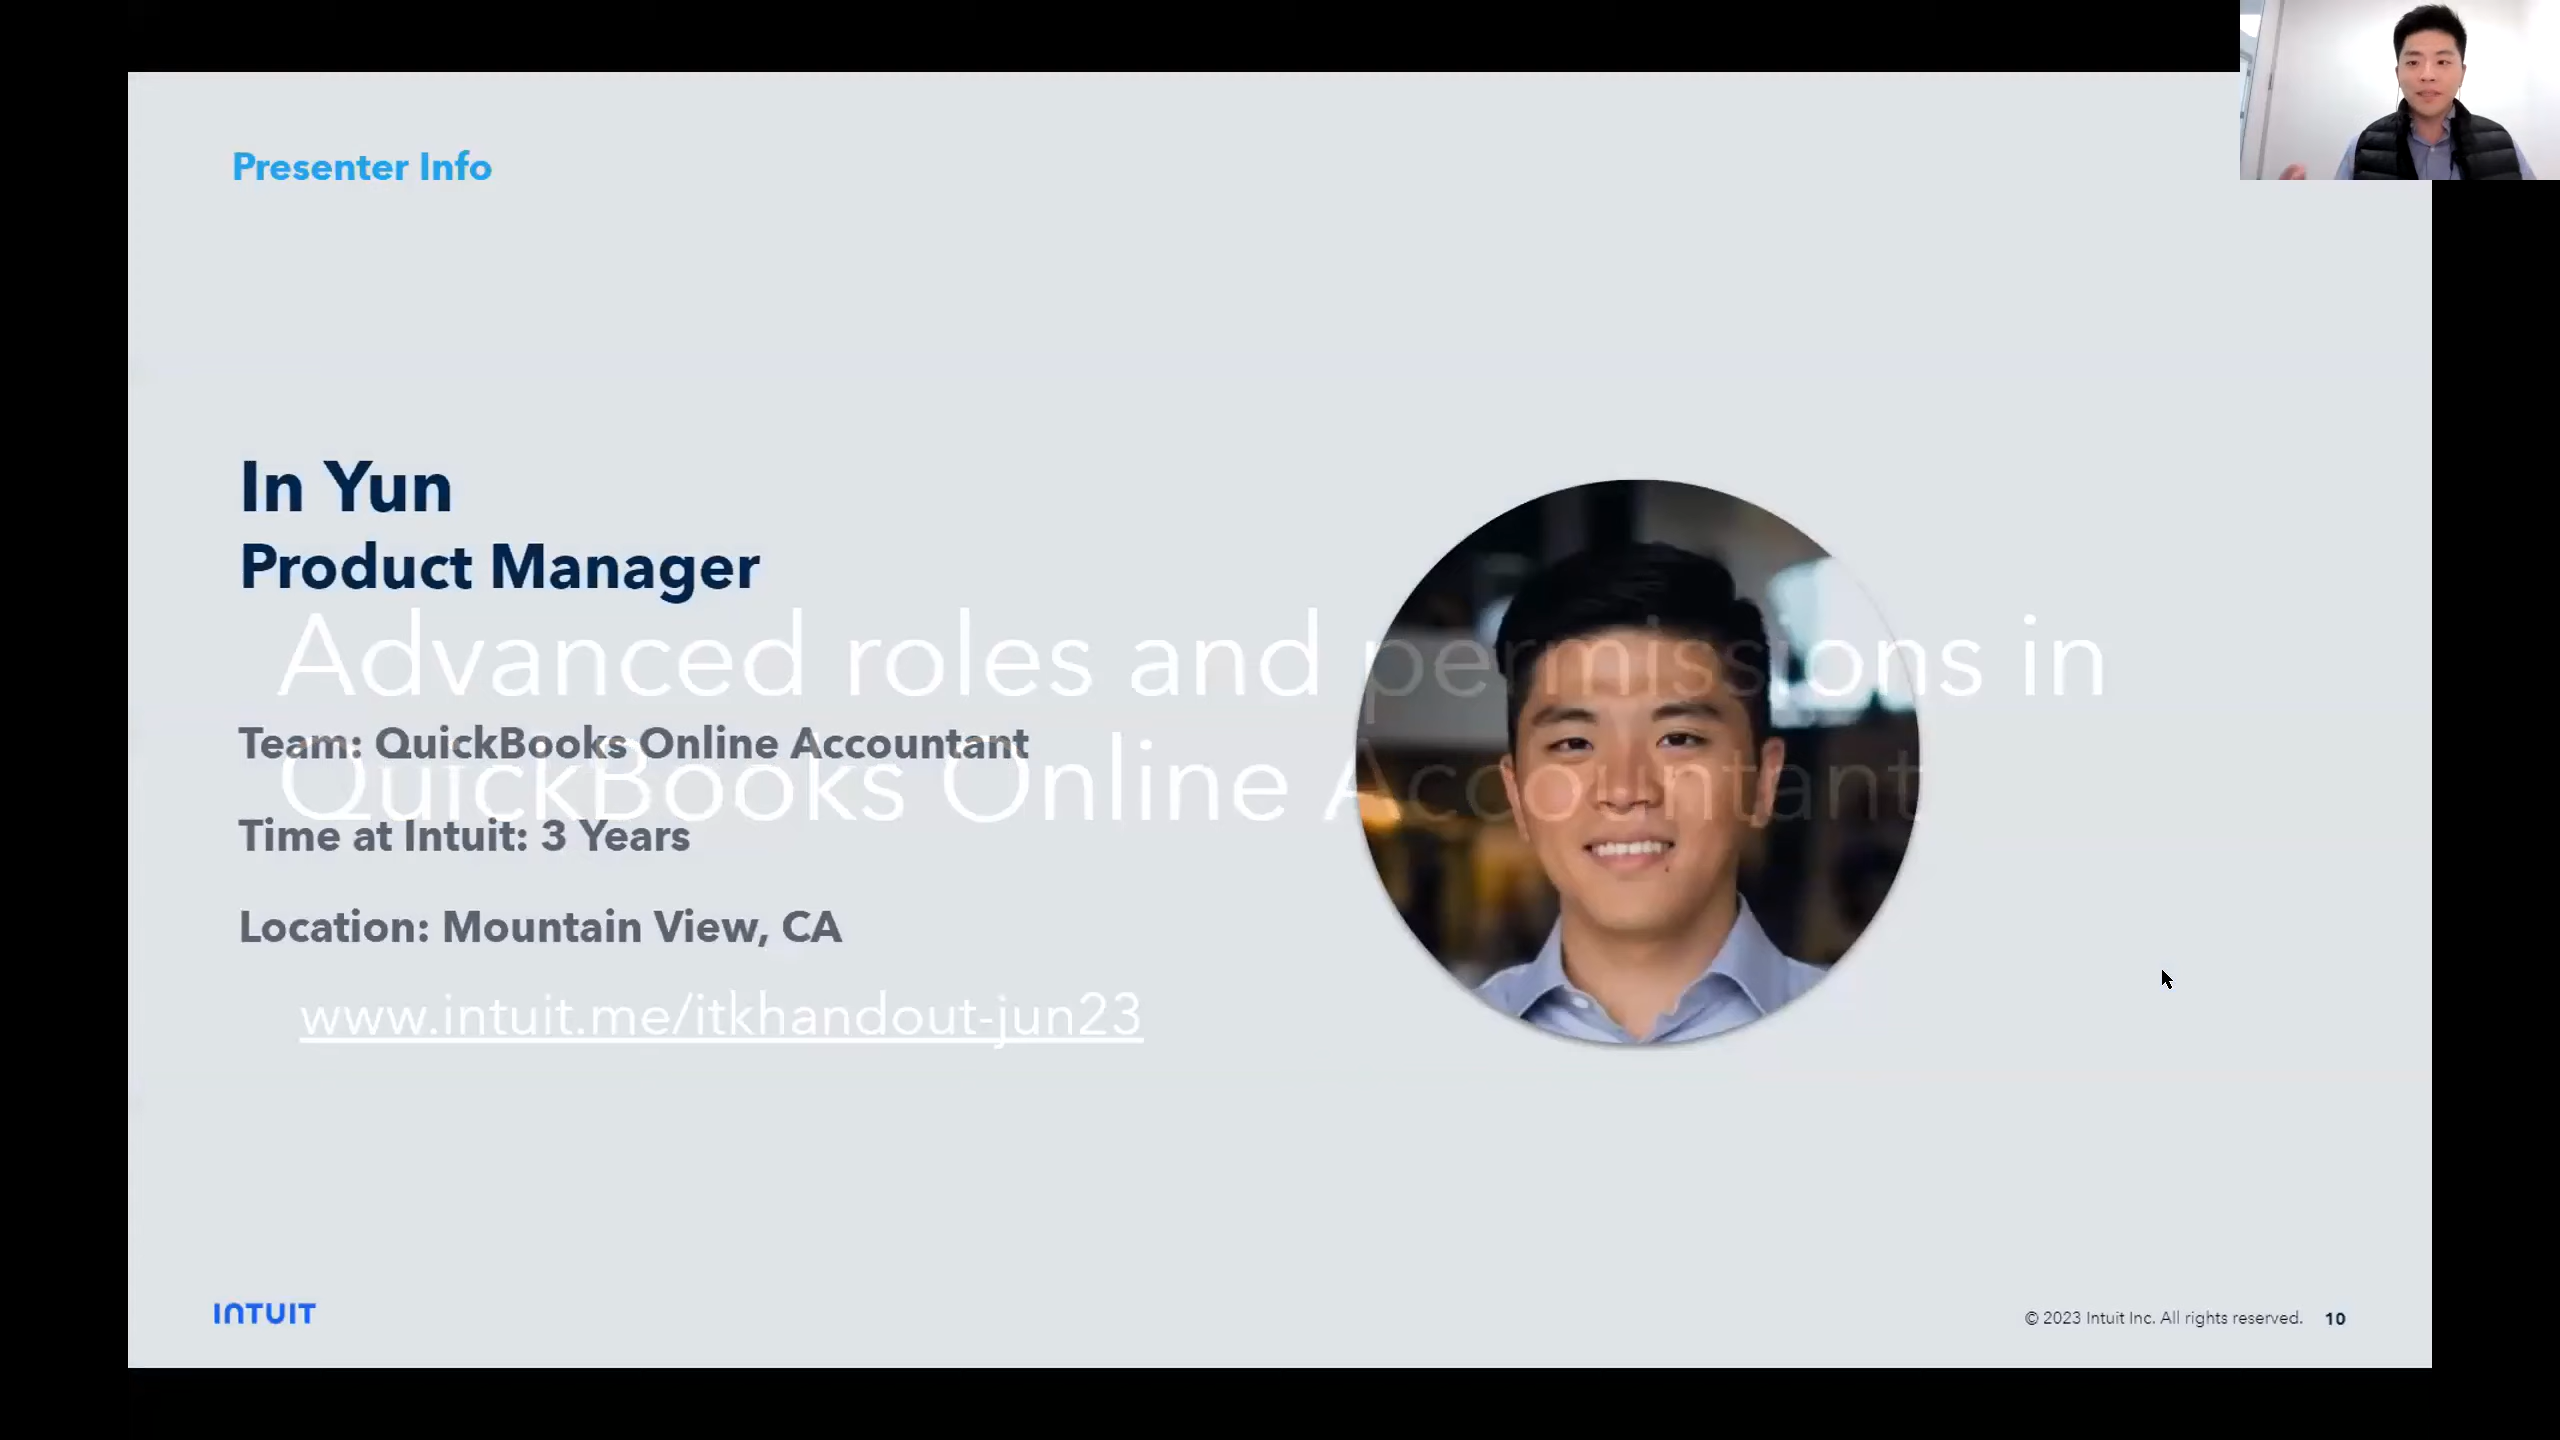 Presenter Info
In Yun
Product Manager
Advanced roles and permissions in
Team: QuickBooks Online Accountant
QuickBooks Online Accountant
Time at Intuit: 3 Years
Location: Mountain View, CA
www.intuit.me/itkhandout-jun23
INTUIT
© 2023 Intuit Inc. All rights reserved. 10